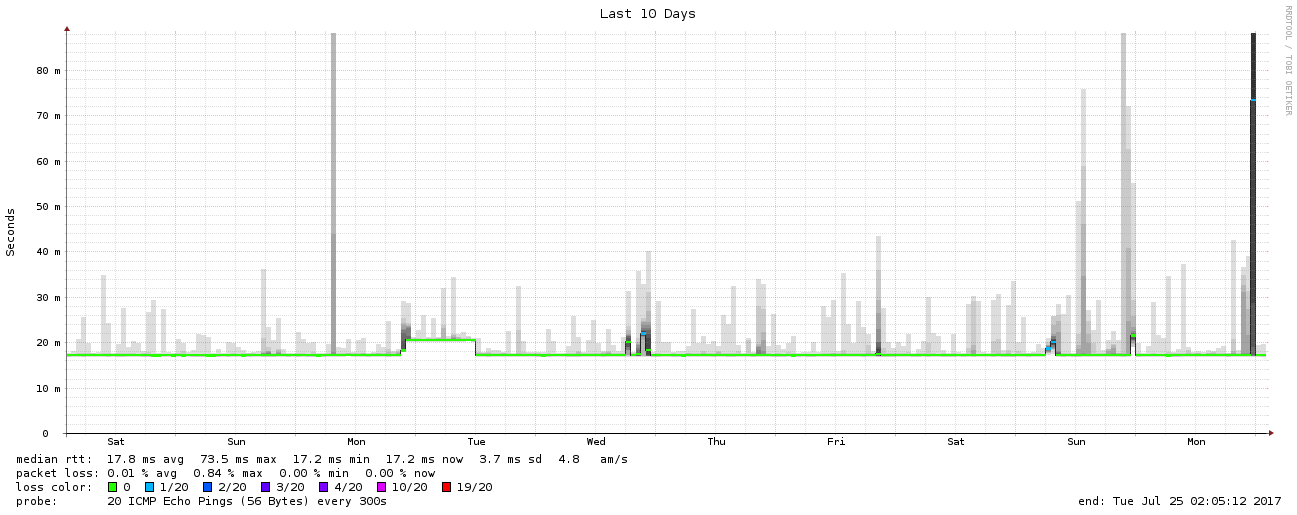 Last 10 Days
RRDTOOL / TOBI OETIKER
Seconds
80 m
70 m
60 m
50 m
40 m
30 m
20 m
10 m
0
Sat Sun Mon Tue Wed Thu Fri Sat Sun Mon
median rtt: 17.8 ms avg 73.5 ms max 17.2 ms min 17.2 ms now 3.7 ms sd 4.8 am/s
packet loss: 0.01 % avg 0.84 % max 0.00 % min 0.00 % now
loss color: 0 1/20 2/20 3/20 4/20 10/20 19/20
probe: 20 ICMP Echo Pings (56 Bytes) every 300s end: Tue Jul 25 02:05:12 2017